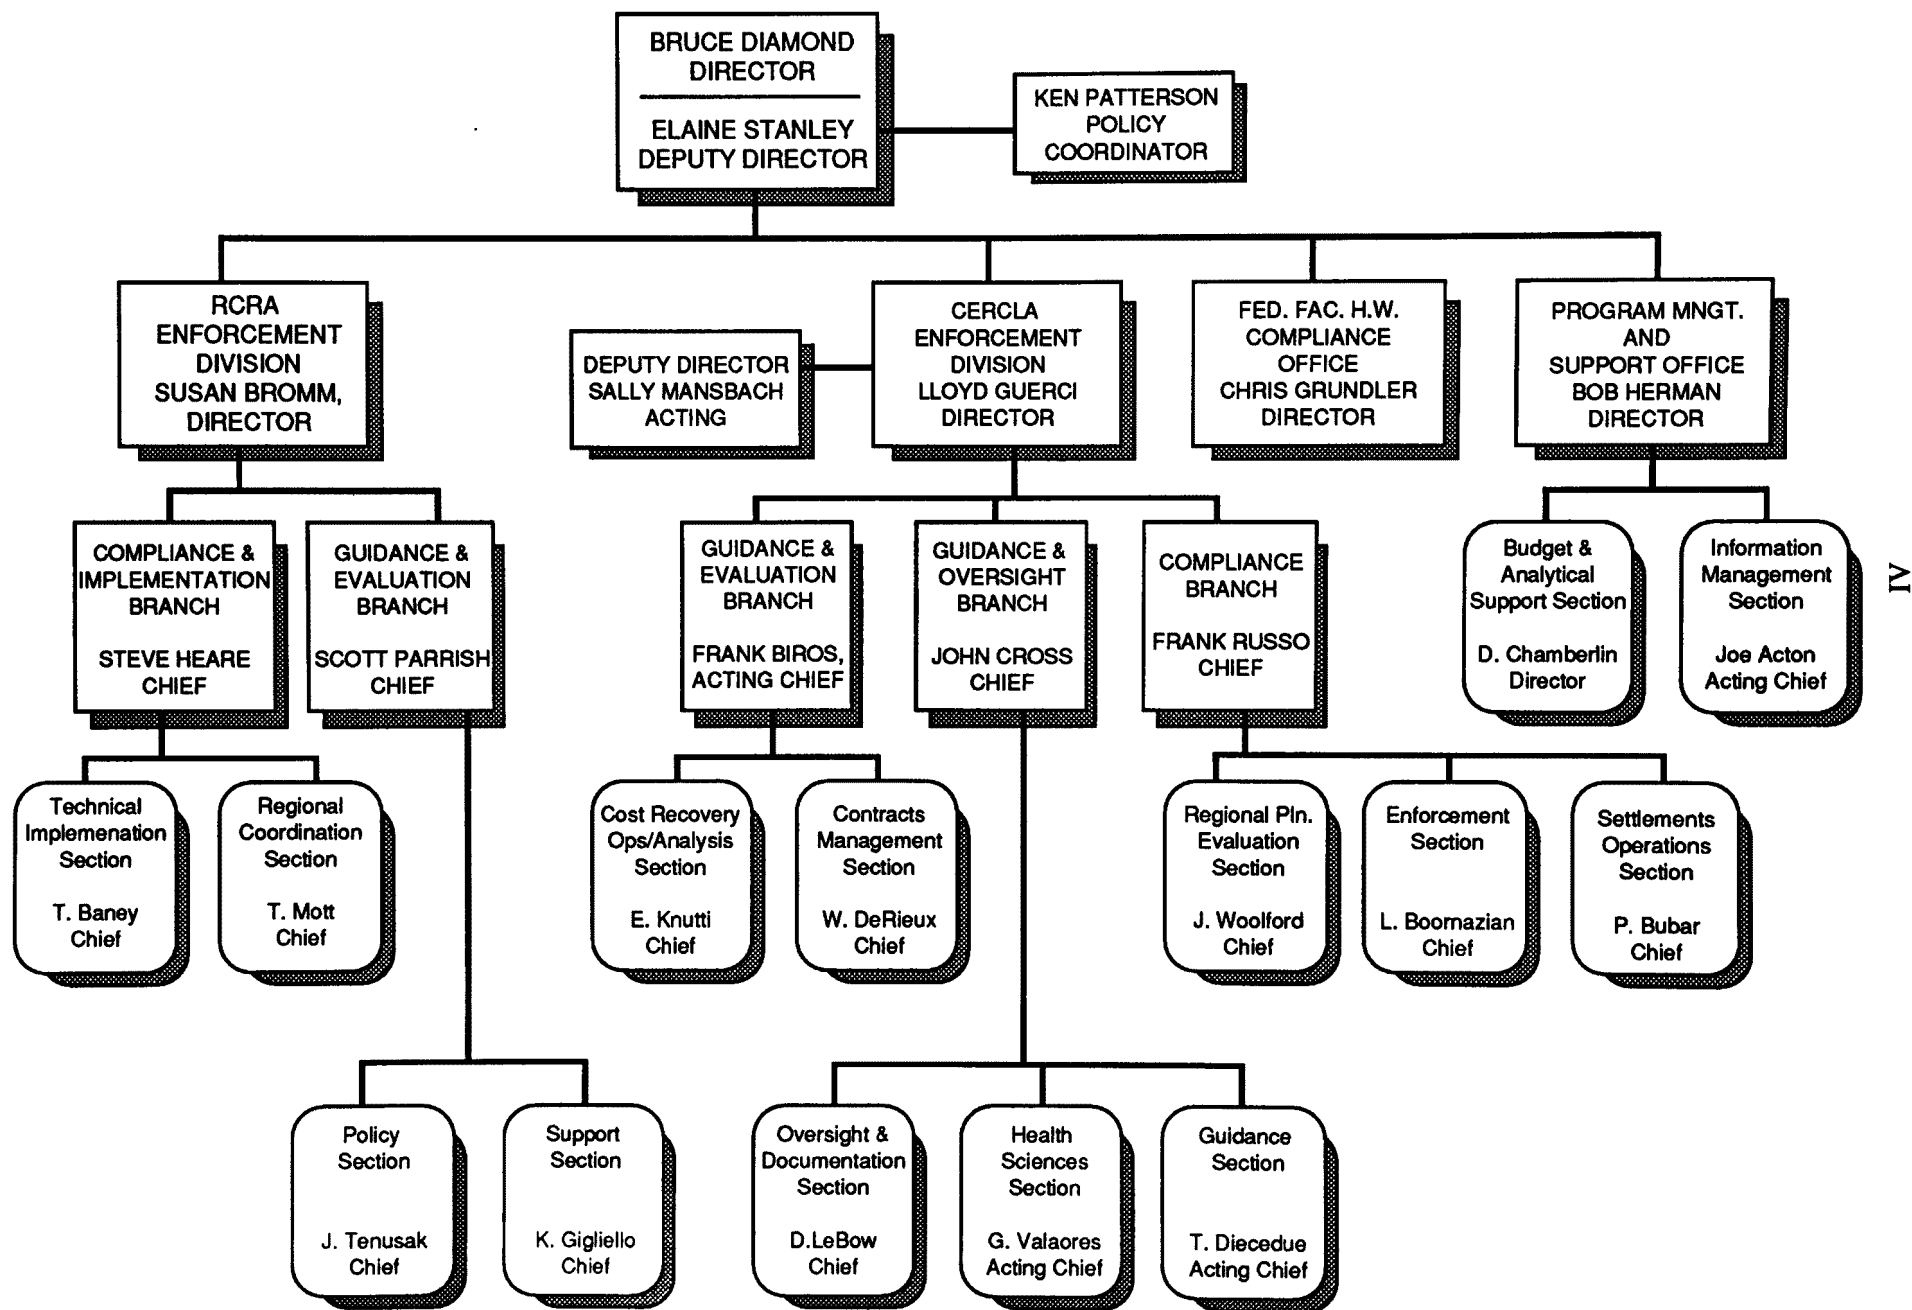 BRUCE DIAMOND
DIRECTOR
ELAINE STANLEY
DEPUTY DIRECTOR
KEN PATTERSON
POLICY
COORDINATOR
RCRA
ENFORCEMENT
DIVISION
SUSAN BROMM,
DIRECTOR
DEPUTY DIRECTOR
SALLY MANSBACH
ACTING
CERCLA
ENFORCEMENT
DIVISION
LLOYD GUERCI
DIRECTOR
FED. FAC. H.W.
COMPLIANCE
OFFICE
CHRIS GRUNDLER
DIRECTOR
PROGRAM MNGT.
AND
SUPPORT OFFICE
BOB HERMAN
DIRECTOR
COMPLIANCE &
IMPLEMENTATION
BRANCH
STEVE HEARE
CHIEF
GUIDANCE &
EVALUATION
BRANCH
SCOTT PARRISH
CHIEF
GUIDANCE &
EVALUATION
BRANCH
FRANK BIROS,
ACTING CHIEF
GUIDANCE &
OVERSIGHT
BRANCH
JOHN CROSS
CHIEF
COMPLIANCE
BRANCH
FRANK RUSSO
CHIEF
Budget &
Analytical
Support Section
D. Chamberlin
Director
Information
Management
Section
Joe Acton
Acting Chief
IV
Technical
Implemenation
Section
T. Baney
Chief
Regional
Coordination
Section
T. Mott
Chief
Cost Recovery
Ops/Analysis
Section
E. Knutti
Chief
Contracts
Management
Section
W. DeRieux
Chief
Regional Pln.
Evaluation
Section
J. Woolford
Chief
Enforcement
Section
L. Boornazian
Chief
Settlements
Operations
Section
P. Bubar
Chief
Policy
Section
J. Tenusak
Chief
Support
Section
K. Gigliello
Chief
Oversight &
Documentation
Section
D.LeBow
Chief
Health
Sciences
Section
G. Valaores
Acting Chief
Guidance
Section
T. Diecedue
Acting Chief